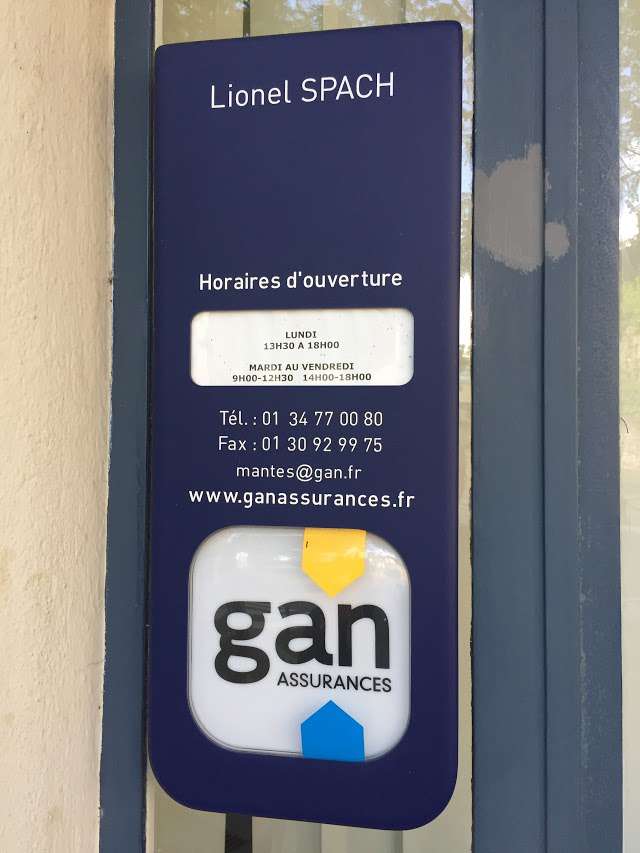 Lionel SPACH
Horaires d'ouverture
LUNDI
13H30 A 18H00
MARDI AU VENDREDI
9H00-12H30 14H00-18H00
Tél. : 01 34 77 00 80
Fax : 01 30 92 99 75
mantes@gan.fr
www.ganassurances.fr
gan
ASSURANCES